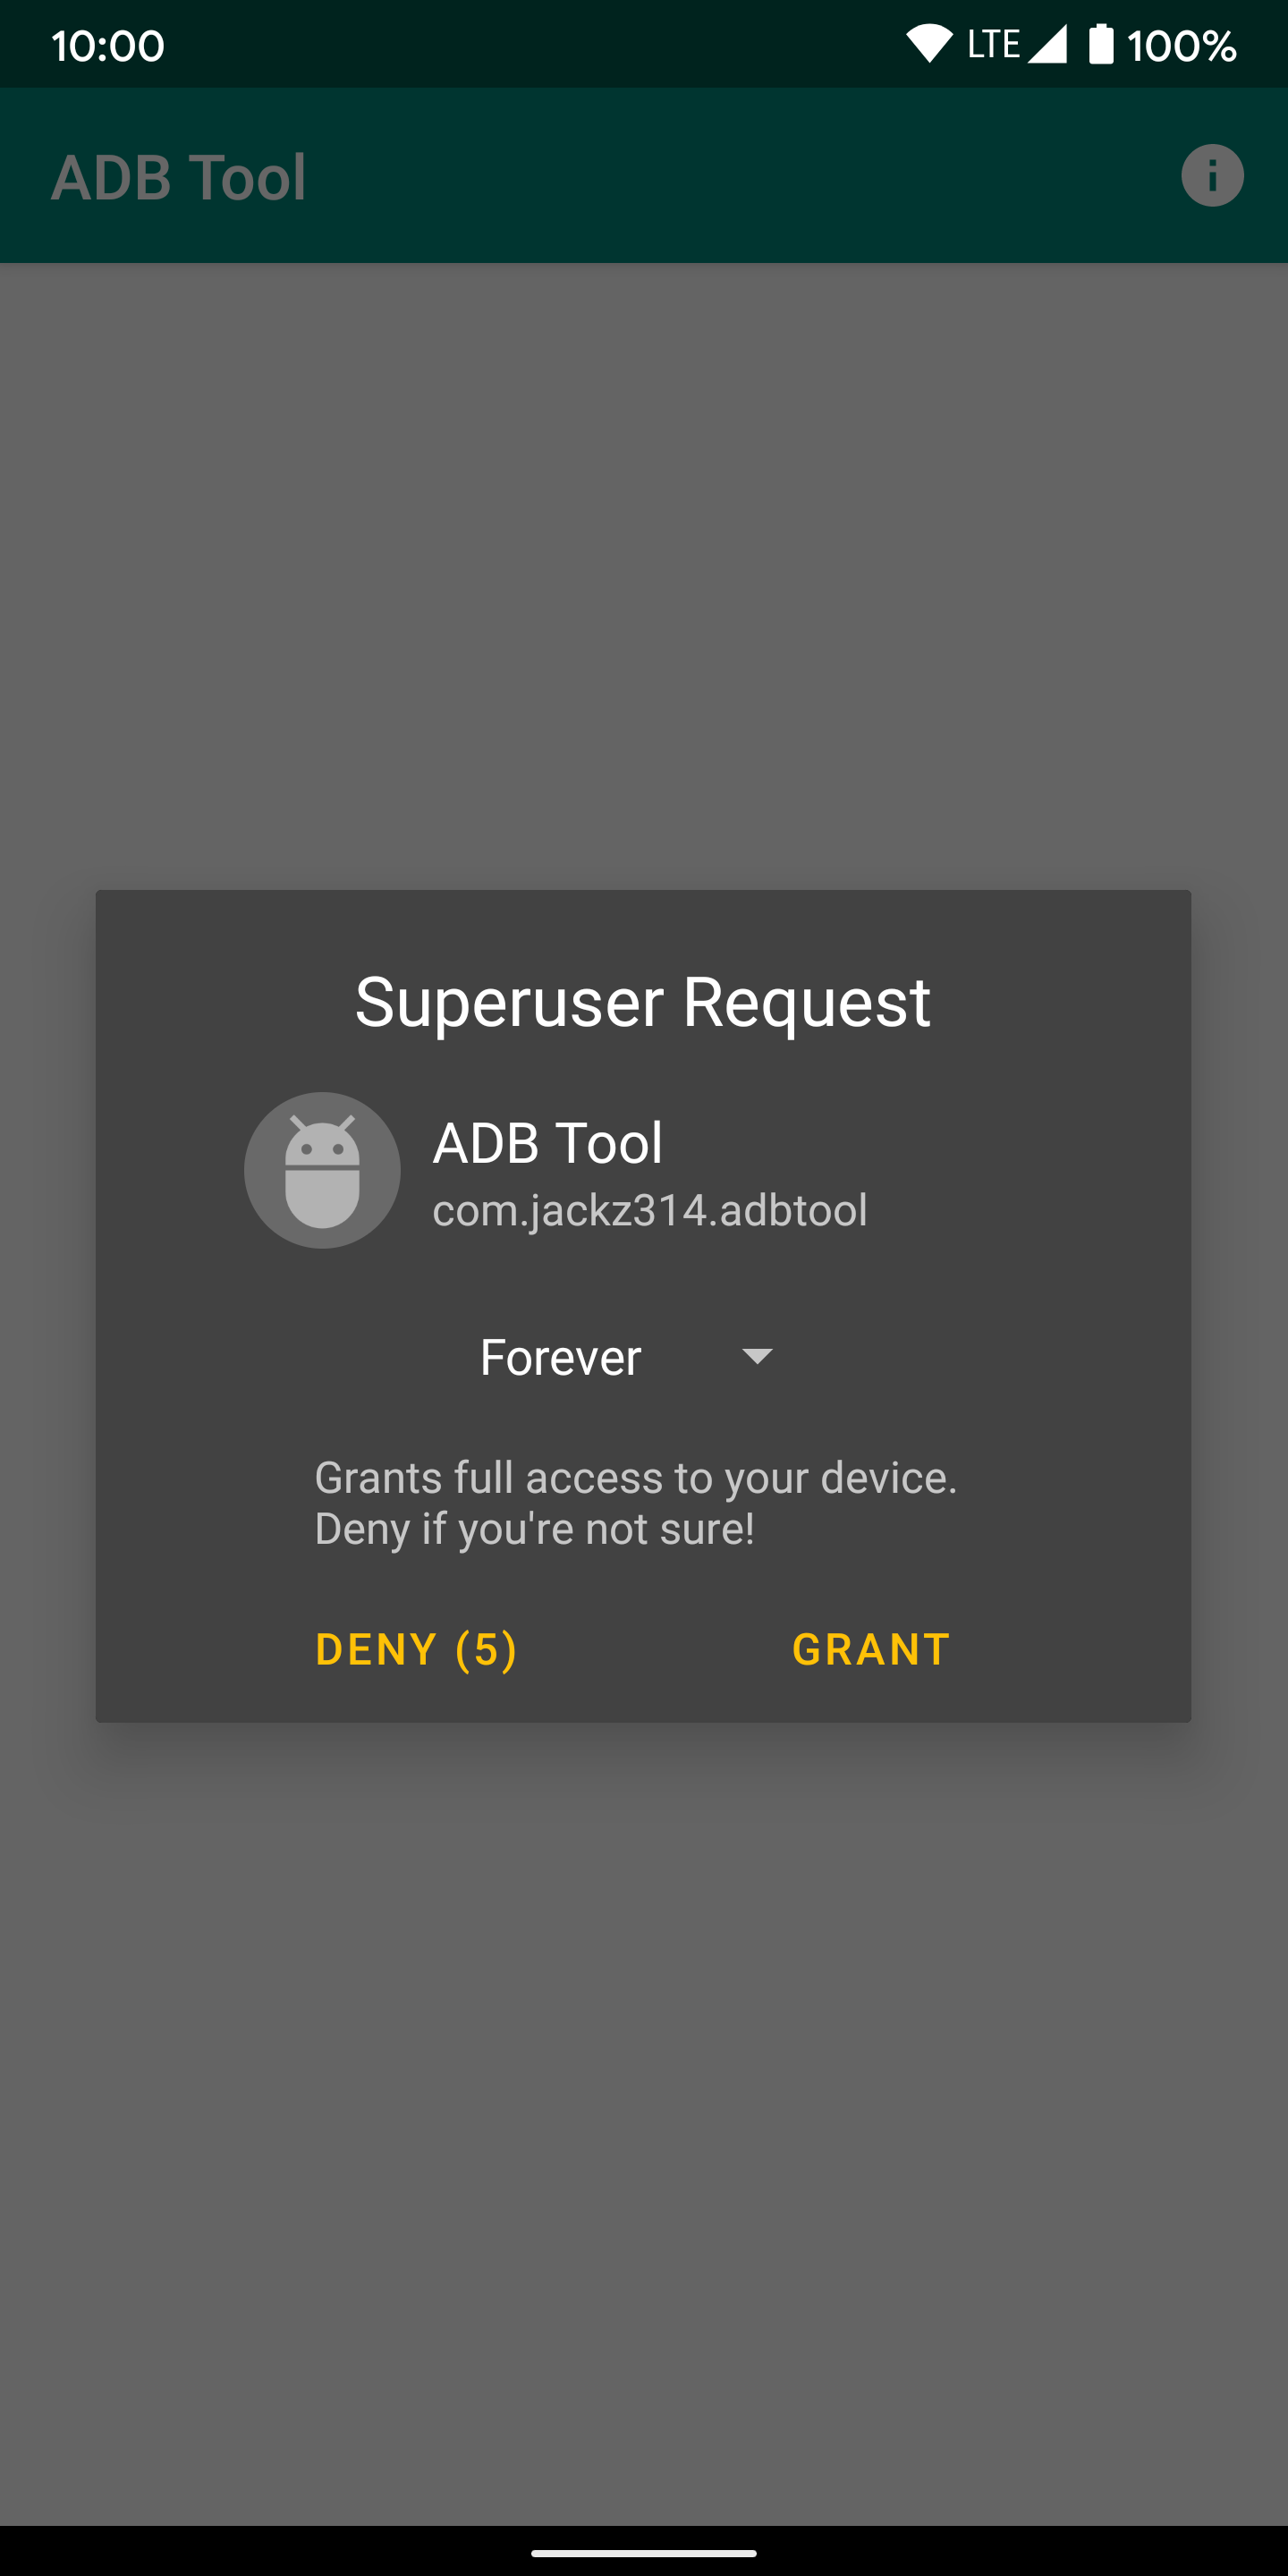 10:00 LTE 100%
ADB Tool
Superuser Request
ADB Tool
com.jackz314.adbtool
Forever
Grants full access to your device.
Deny if you're not sure!
DENY (5) GRANT